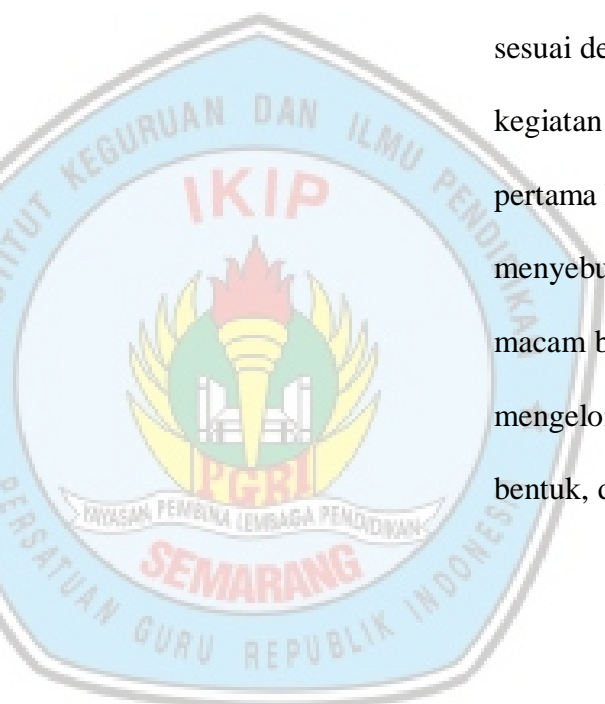 INSTITUT KEGURUAN DAN ILMU PENDIDIKAN
IKIP
PGRI
YAYASAN PEMBINA LEMBAGA PENDIDIKAN
SEMARANG
PERSATUAN GURU REPUBLIK INDONESIA
sesuai de
kegiatan
pertama
menyebu
macam b
mengelo
bentuk, d